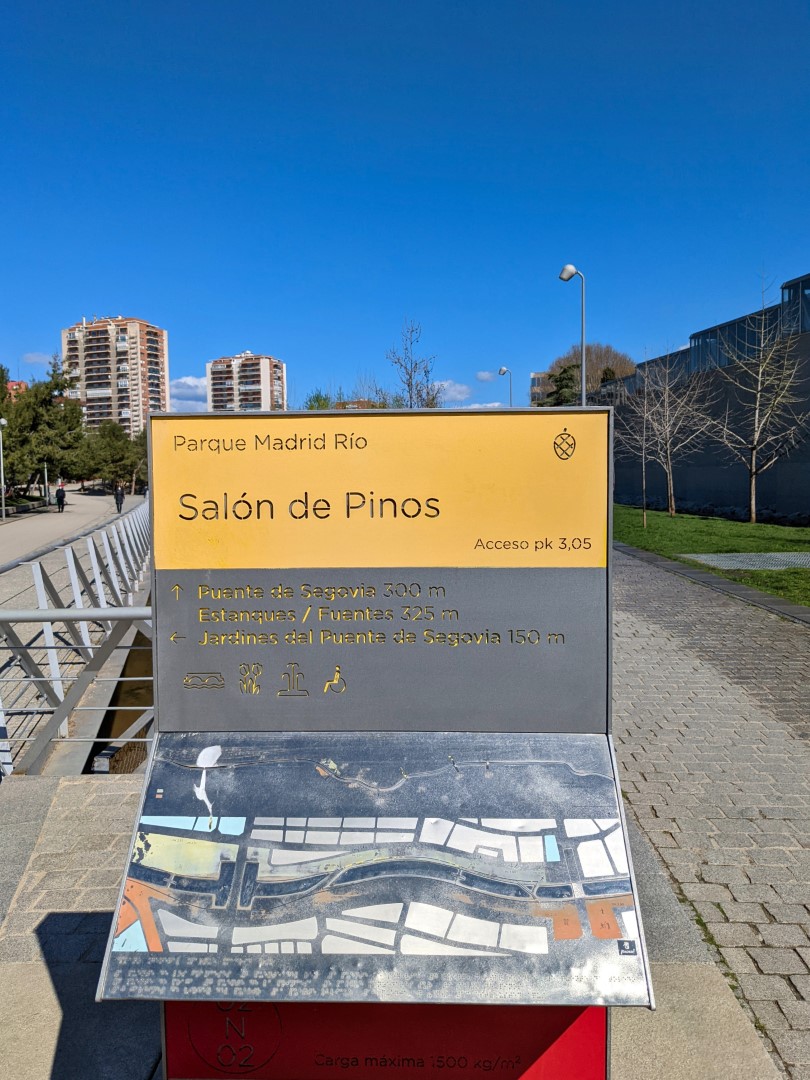 Parque Madrid Río
Salón de Pinos
Acceso pk 3,05
↑ Puente de Segovia 300 m
Estanques / Fuentes 325 m
← Jardines del Puente de Segovia 150 m
N
02
Carga máxima 1500 kg/m²